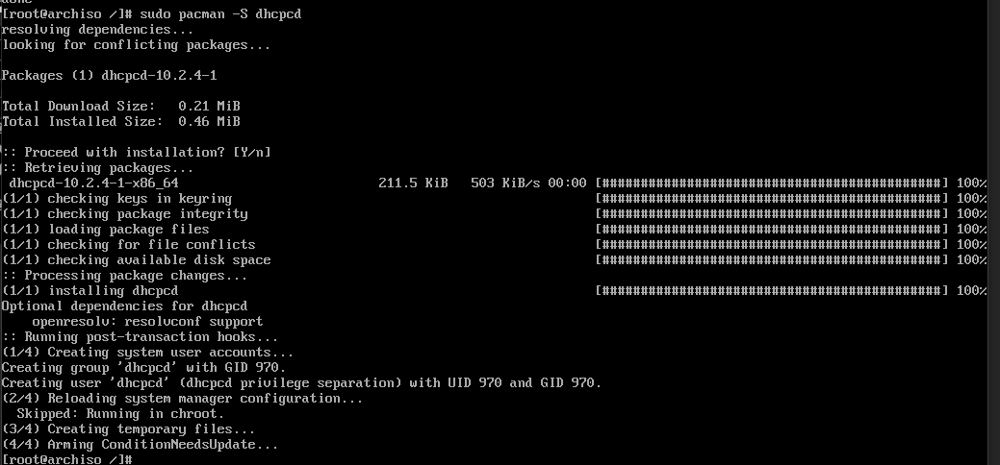 done
[root@archiso /]# sudo pacman -S dhcpcd
resolving dependencies...
looking for conflicting packages...
Packages (1) dhcpcd-10.2.4-1
Total Download Size:   0.21 MiB
Total Installed Size:  0.46 MiB
:: Proceed with installation? [Y/n]
:: Retrieving packages...
 dhcpcd-10.2.4-1-x86_64                          211.5 KiB   503 KiB/s 00:00 [############################################] 100%
(1/1) checking keys in keyring                                               [############################################] 100%
(1/1) checking package integrity                                             [############################################] 100%
(1/1) loading package files                                                  [############################################] 100%
(1/1) checking for file conflicts                                            [############################################] 100%
(1/1) checking available disk space                                          [############################################] 100%
:: Processing package changes...
(1/1) installing dhcpcd                                                      [############################################] 100%
Optional dependencies for dhcpcd
    openresolv: resolvconf support
:: Running post-transaction hooks...
(1/4) Creating system user accounts...
Creating group 'dhcpcd' with GID 970.
Creating user 'dhcpcd' (dhcpcd privilege separation) with UID 970 and GID 970.
(2/4) Reloading system manager configuration...
  Skipped: Running in chroot.
(3/4) Creating temporary files...
(4/4) Arming ConditionNeedsUpdate...
[root@archiso /]#